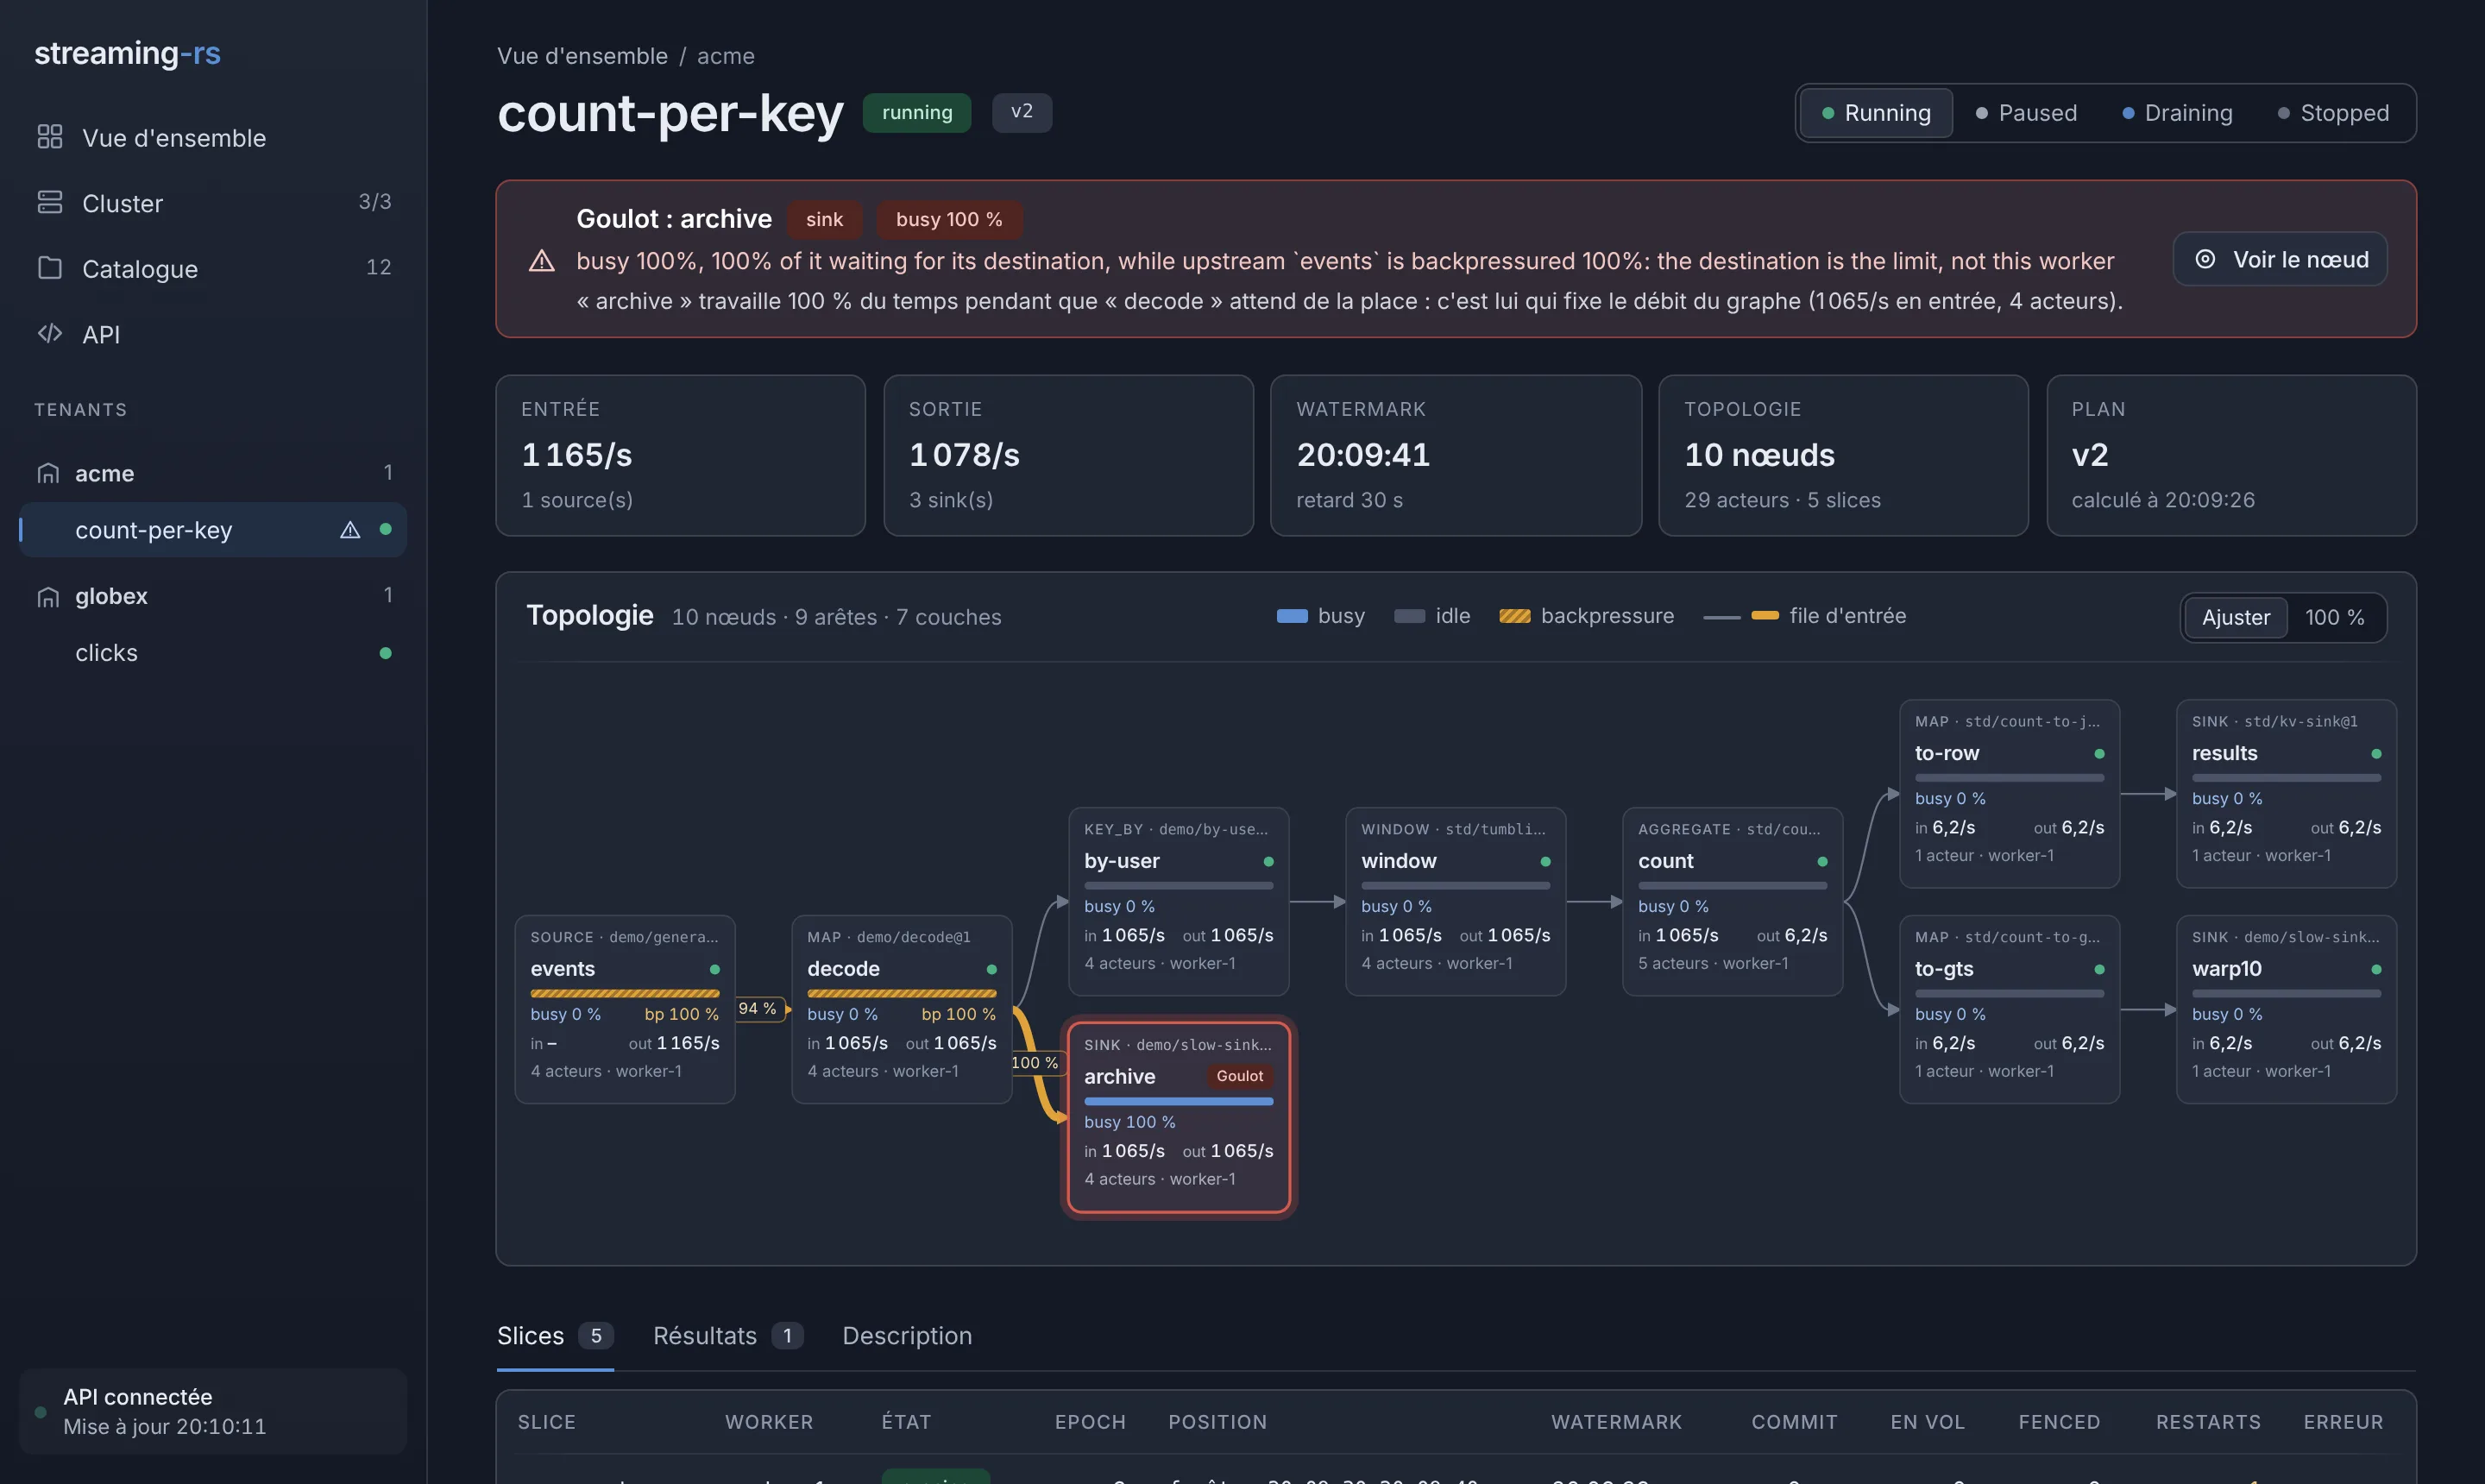 streaming-rs
Vue d'ensemble
Cluster 3/3
Catalogue 12
API
TENANTS
acme 1
count-per-key
globex 1
clicks
API connectée
Mise à jour 20:10:11
Vue d'ensemble / acme
count-per-key running v2
Running Paused Draining Stopped
Goulot : archive sink busy 100 %
busy 100%, 100% of it waiting for its destination, while upstream `events` is backpressured 100%: the destination is the limit, not this worker
« archive » travaille 100 % du temps pendant que « decode » attend de la place : c'est lui qui fixe le débit du graphe (1 065/s en entrée, 4 acteurs).
Voir le nœud
ENTRÉE
1 165/s
1 source(s)
SORTIE
1 078/s
3 sink(s)
WATERMARK
20:09:41
retard 30 s
TOPOLOGIE
10 nœuds
29 acteurs · 5 slices
PLAN
v2
calculé à 20:09:26
Topologie 10 nœuds · 9 arêtes · 7 couches
busy idle backpressure file d'entrée
Ajuster 100 %
SOURCE · demo/genera...
events
busy 0 % bp 100 %
in – out 1 165/s
4 acteurs · worker-1
94 %
MAP · demo/decode@1
decode
busy 0 % bp 100 %
in 1 065/s out 1 065/s
4 acteurs · worker-1
100 %
KEY_BY · demo/by-use...
by-user
busy 0 %
in 1 065/s out 1 065/s
4 acteurs · worker-1
SINK · demo/slow-sink...
archive Goulot
busy 100 %
in 1 065/s out 1 065/s
4 acteurs · worker-1
WINDOW · std/tumbli...
window
busy 0 %
in 1 065/s out 1 065/s
4 acteurs · worker-1
AGGREGATE · std/cou...
count
busy 0 %
in 1 065/s out 6,2/s
5 acteurs · worker-1
MAP · std/count-to-j...
to-row
busy 0 %
in 6,2/s out 6,2/s
1 acteur · worker-1
SINK · std/kv-sink@1
results
busy 0 %
in 6,2/s out 6,2/s
1 acteur · worker-1
MAP · std/count-to-g...
to-gts
busy 0 %
in 6,2/s out 6,2/s
1 acteur · worker-1
SINK · demo/slow-sink...
warp10
busy 0 %
in 6,2/s out 6,2/s
1 acteur · worker-1
Slices 5 Résultats 1 Description
SLICE WORKER ÉTAT EPOCH POSITION WATERMARK COMMIT EN VOL FENCED RESTARTS ERREUR